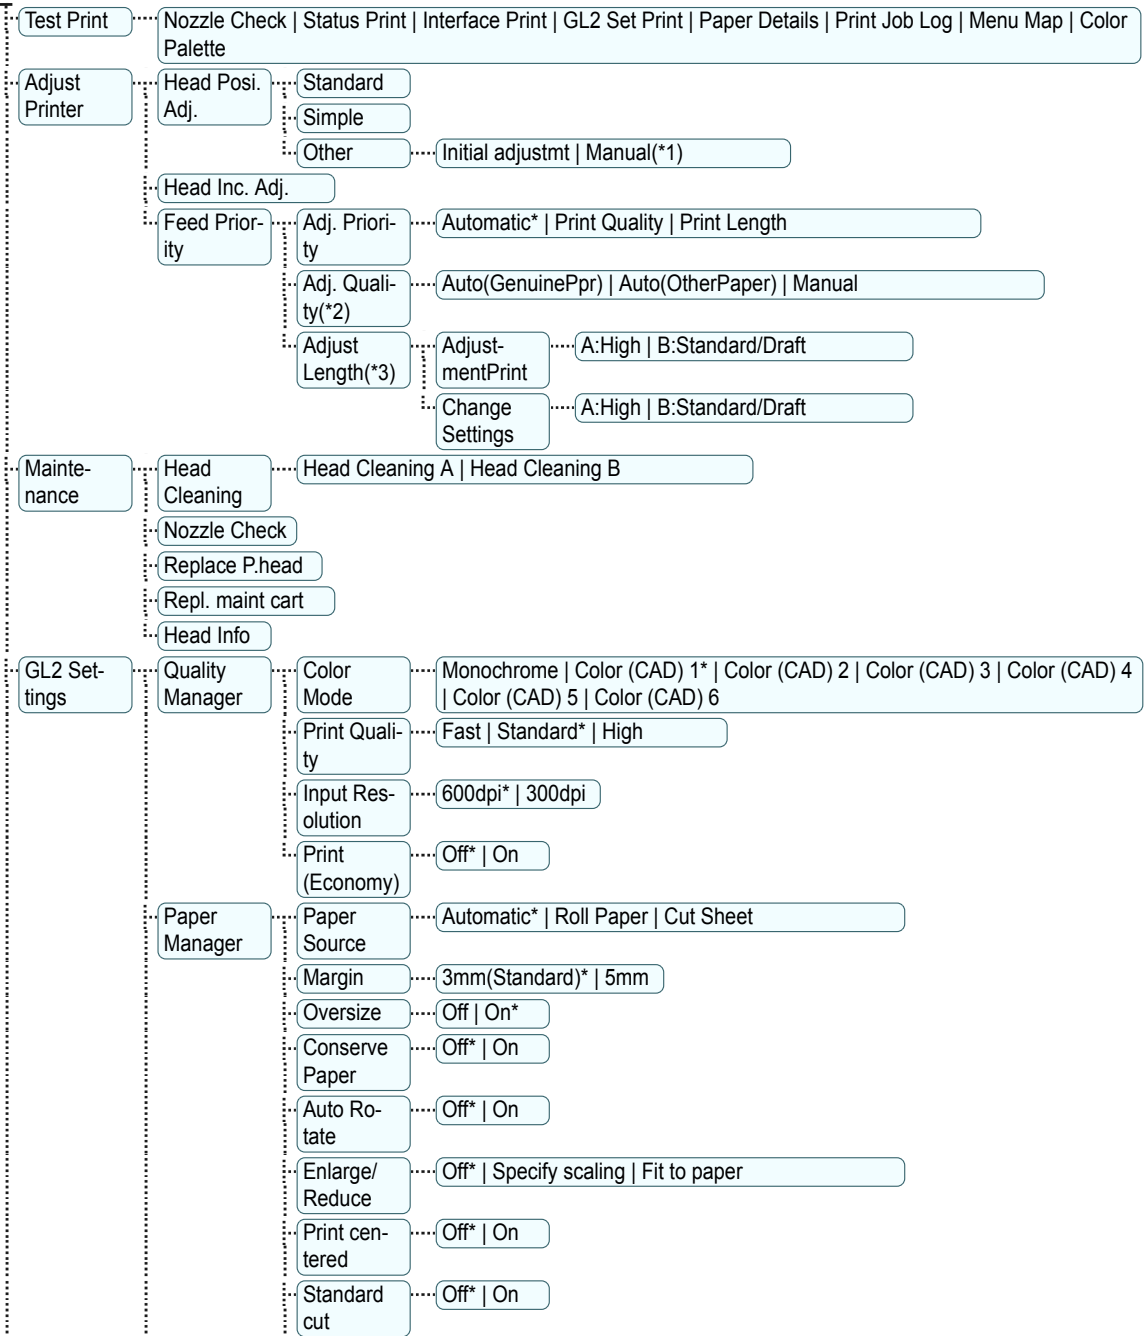 Test Print
Nozzle Check | Status Print | Interface Print | GL2 Set Print | Paper Details | Print Job Log | Menu Map | Color
Palette
Adjust
Printer
Head Posi.
Adj.
Standard
Simple
Other
Initial adjustmt | Manual(*1)
Head Inc. Adj.
Feed Prior-
ity
Adj. Priori-
ty
Automatic* | Print Quality | Print Length
Adj. Quali-
ty(*2)
Auto(GenuinePpr) | Auto(OtherPaper) | Manual
Adjust
Length(*3)
Adjust-
mentPrint
A:High | B:Standard/Draft
Change
Settings
A:High | B:Standard/Draft
Mainte-
nance
Head
Cleaning
Head Cleaning A | Head Cleaning B
Nozzle Check
Replace P.head
Repl. maint cart
Head Info
GL2 Set-
tings
Quality
Manager
Color
Mode
Monochrome | Color (CAD) 1* | Color (CAD) 2 | Color (CAD) 3 | Color (CAD) 4
| Color (CAD) 5 | Color (CAD) 6
Print Quali-
ty
Fast | Standard* | High
Input Res-
olution
600dpi* | 300dpi
Print
(Economy)
Off* | On
Paper
Manager
Paper
Source
Automatic* | Roll Paper | Cut Sheet
Margin
3mm(Standard)* | 5mm
Oversize
Off | On*
Conserve
Paper
Off* | On
Auto Ro-
tate
Off* | On
Enlarge/
Reduce
Off* | Specify scaling | Fit to paper
Print cen-
tered
Off* | On
Standard
cut
Off* | On